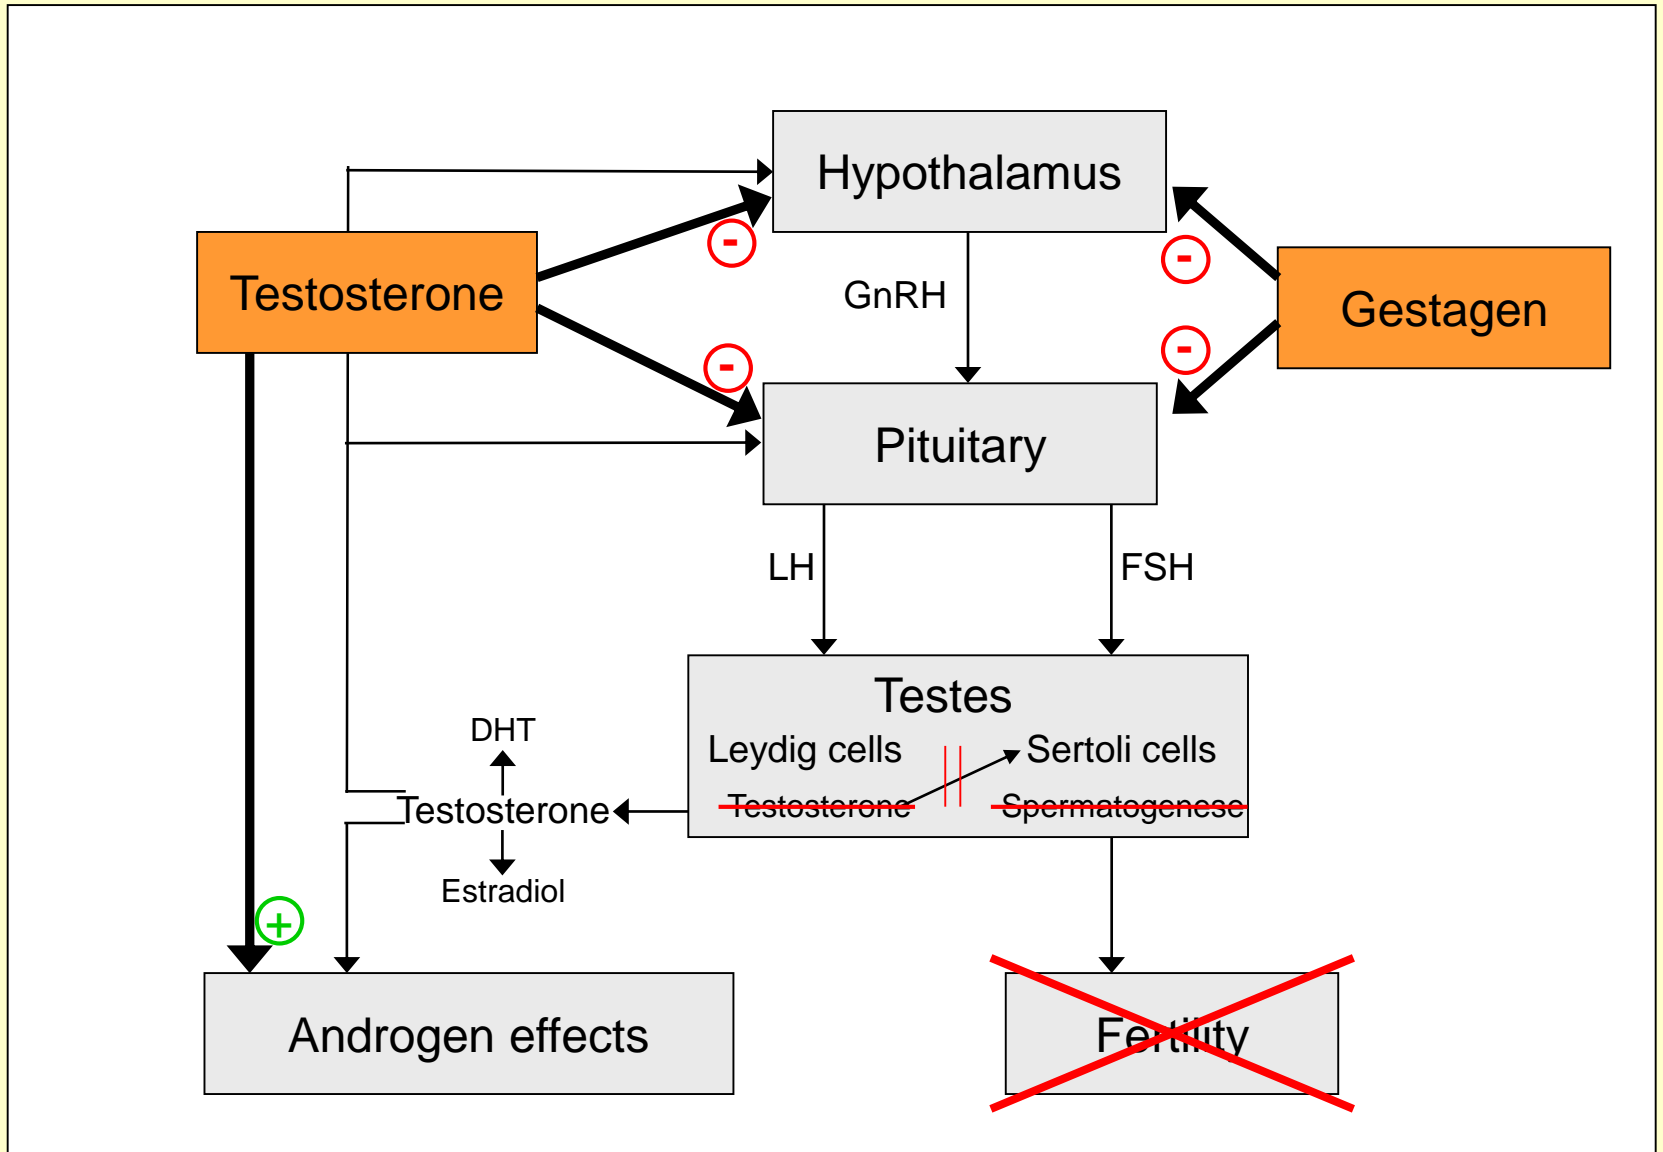 Hypothalamus
-
-
Testosterone
GnRH
Gestagen
-
-
Pituitary
LH
FSH
Testes
DHT
Leydig cells
Sertoli cells
Testosterone
Testosterone
Spermatogenese
Estradiol
+
Androgen effects
Fertility